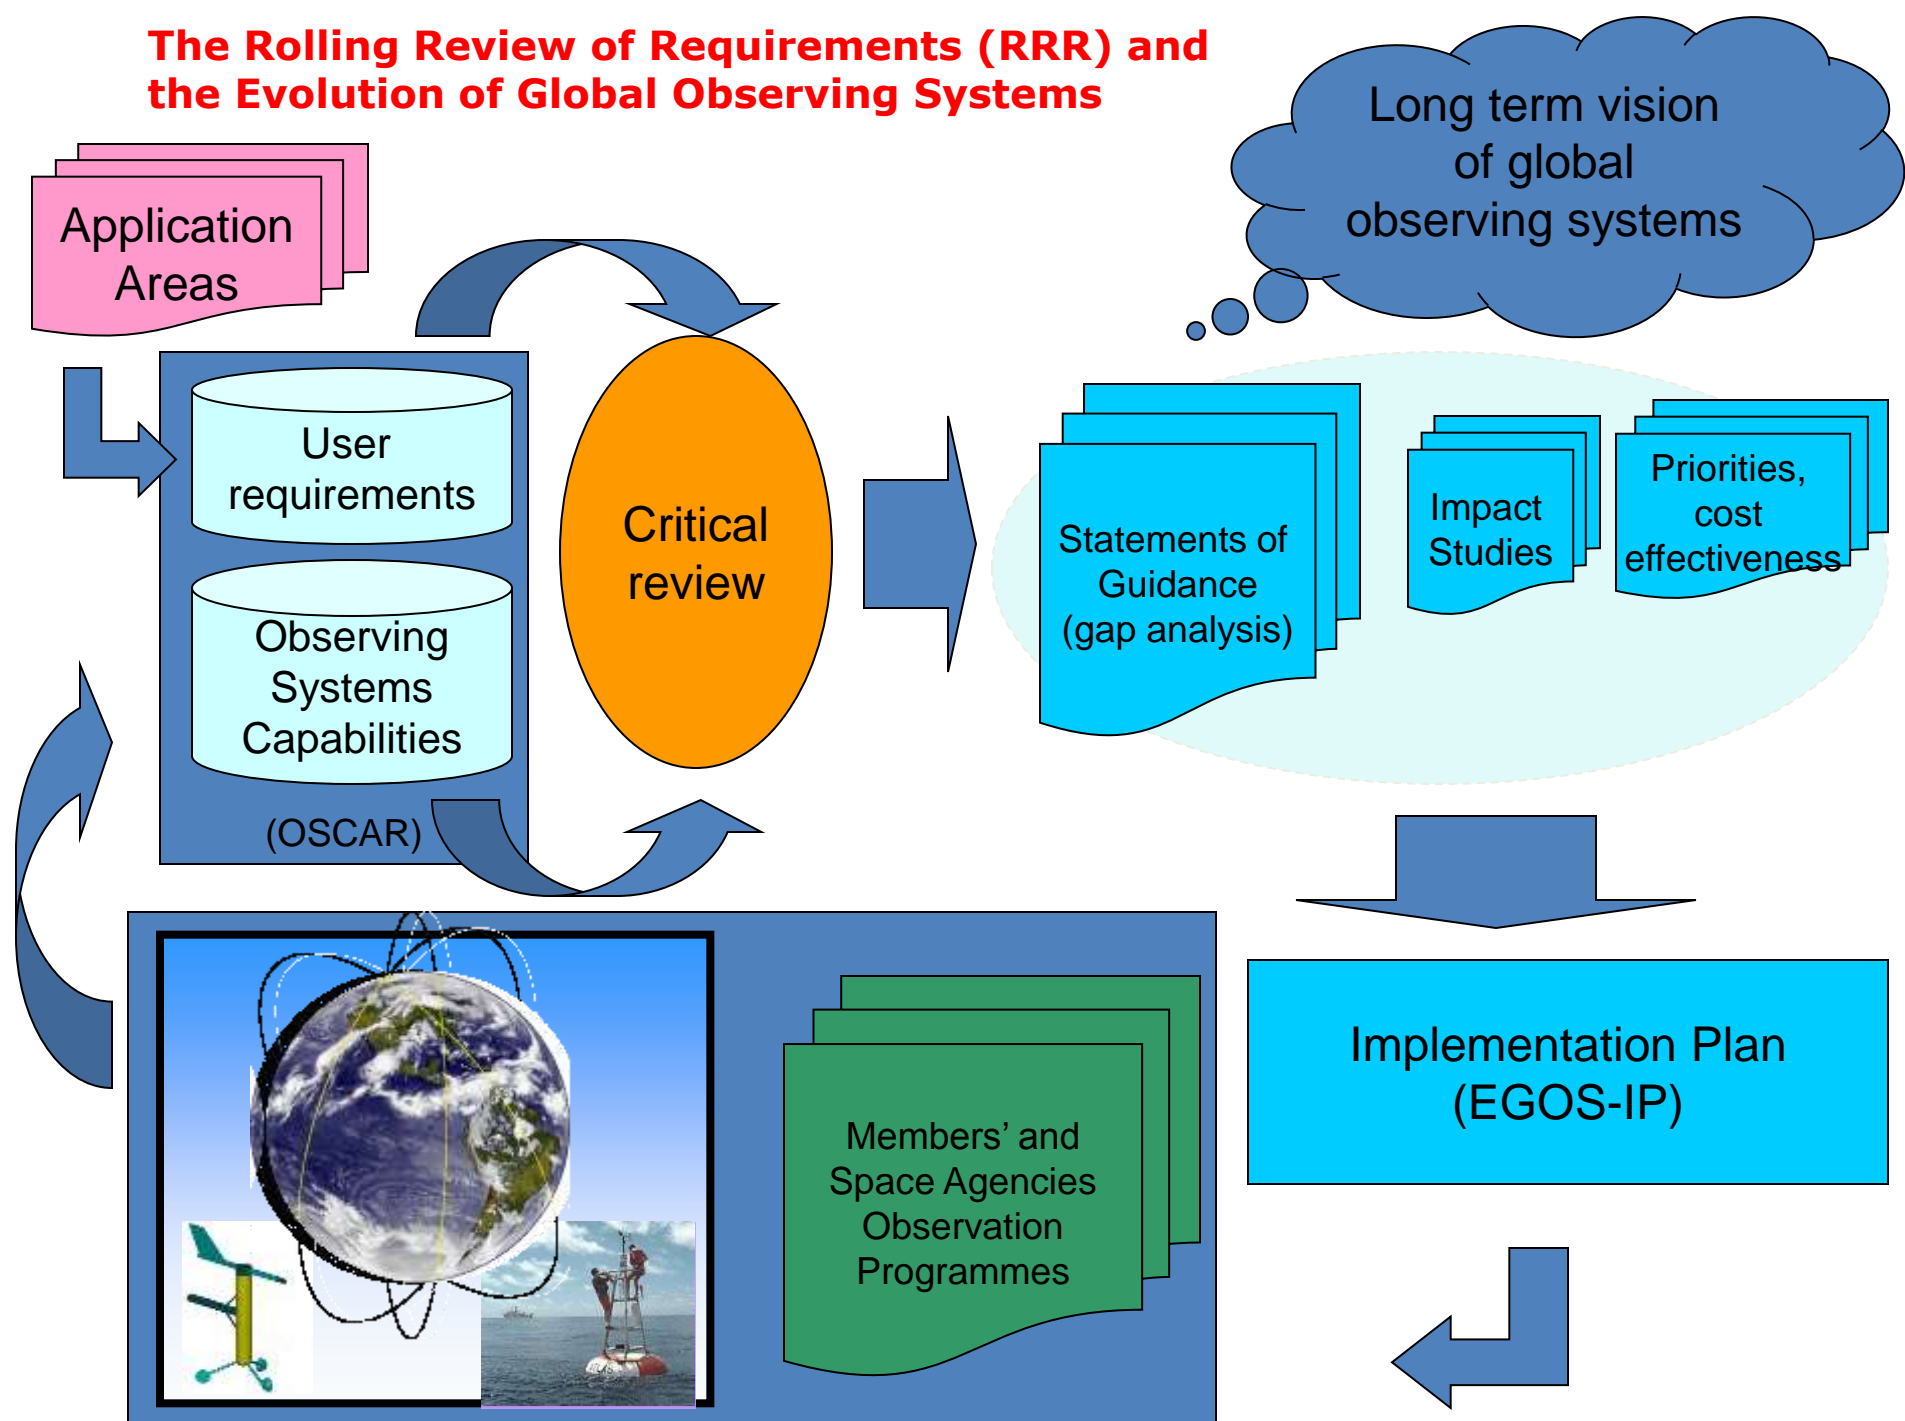 The Rolling Review of Requirements (RRR) and
the Evolution of Global Observing Systems
Long term vision
of global
observing systems
Application
Areas
User
requirements
Observing
Systems
Capabilities
(OSCAR)
Critical
review
Statements of
Guidance
(gap analysis)
Impact
Studies
Priorities,
cost
effectiveness
Implementation Plan
(EGOS-IP)
Members’ and
Space Agencies
Observation
Programmes